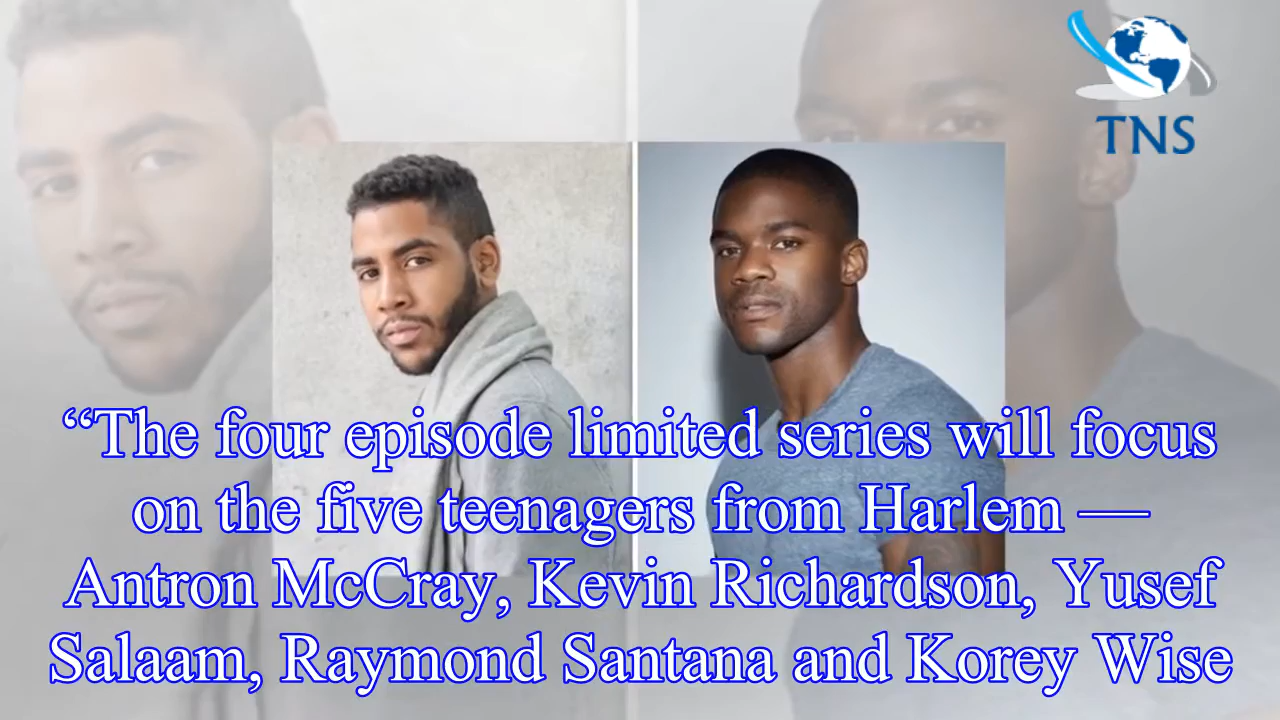 TNS
“The four episode limited series will focus
on the five teenagers from Harlem —
Antron McCray, Kevin Richardson, Yusef
Salaam, Raymond Santana and Korey Wise